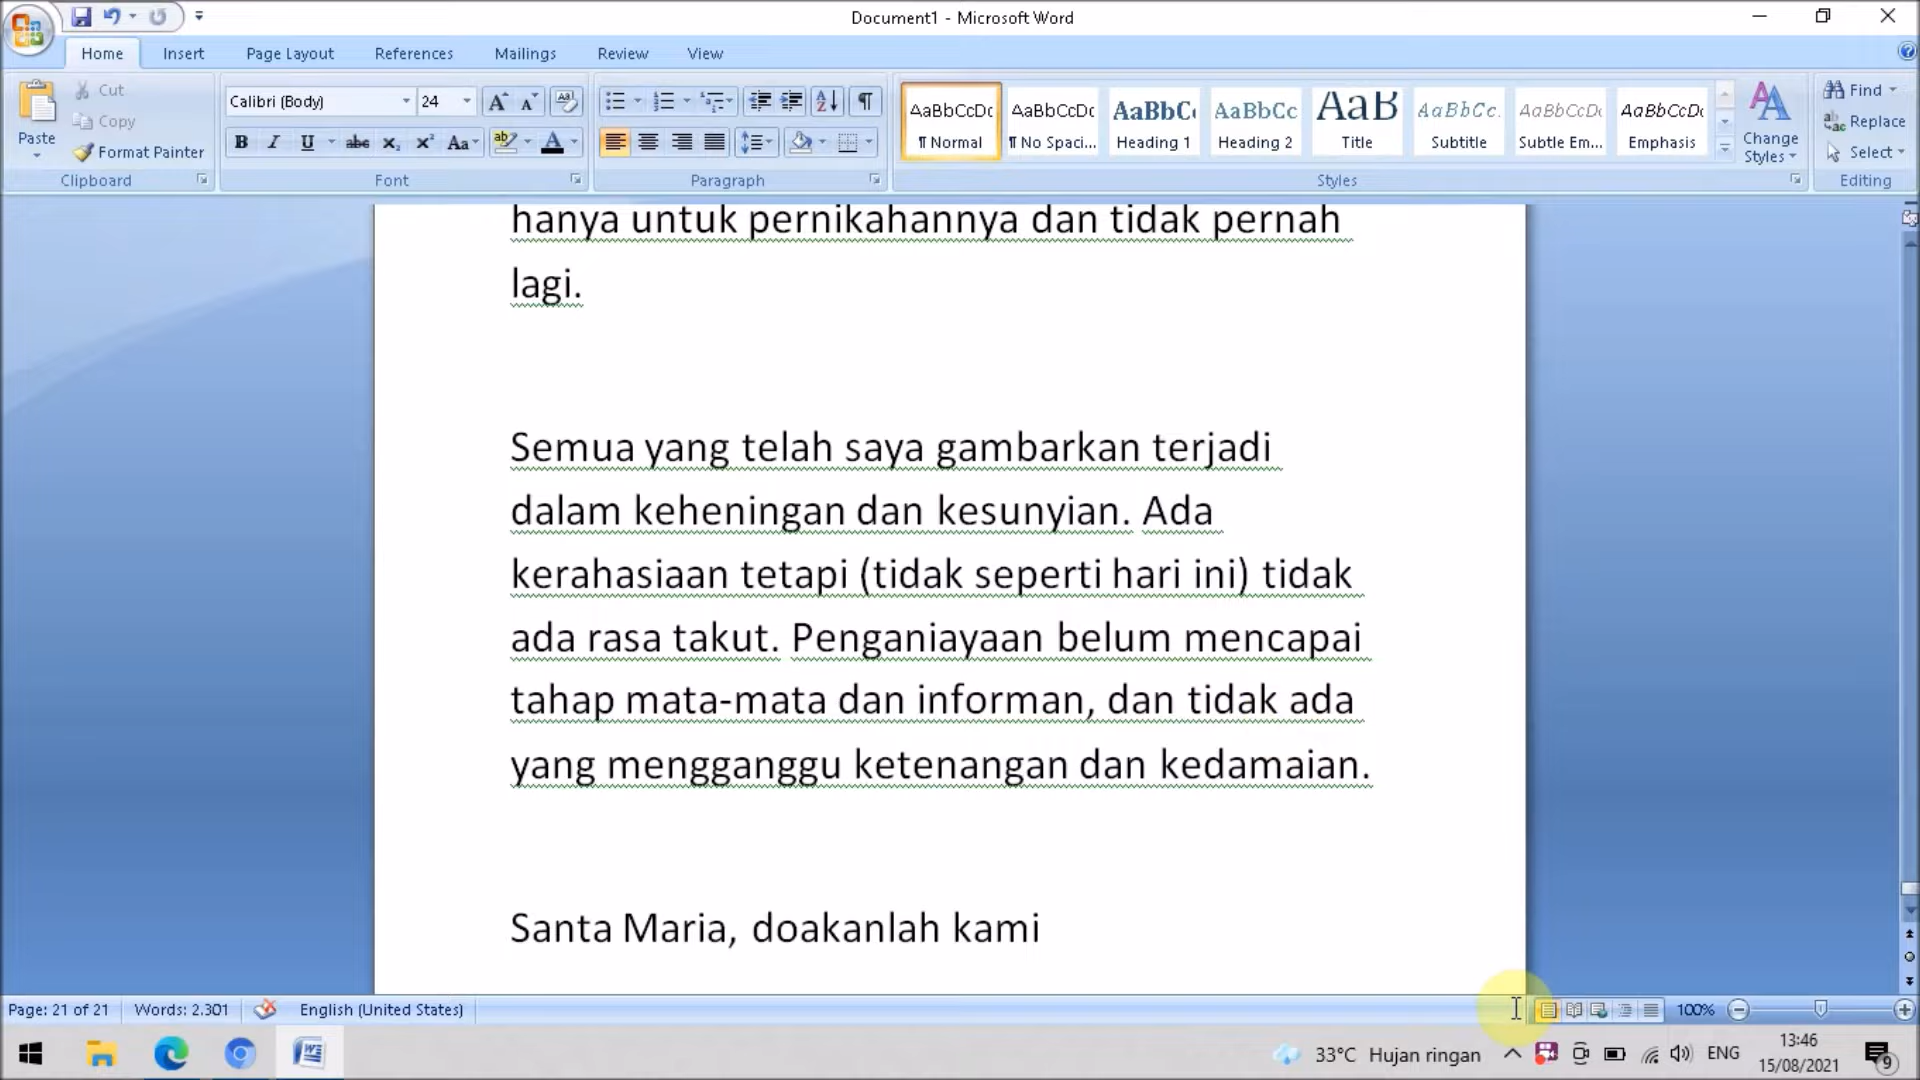 Document1 - Microsoft Word
Home Insert Page Layout References Mailings Review View
Paste
Cut
Copy
Format Painter
Clipboard
Calibri (Body) 24
Font
Paragraph
AaBbCcDc AaBbCcDc AaBbC AaBbCc AaB AaBbCc. AaBbCcDc AaBbCcDc
¶ Normal ¶ No Spaci... Heading 1 Heading 2 Title Subtitle Subtle Em... Emphasis
Change
Styles
Styles
Find
Replace
Select
Editing
hanya untuk pernikahannya dan tidak pernah
lagi.
Semua yang telah saya gambarkan terjadi
dalam keheningan dan kesunyian. Ada
kerahasiaan tetapi (tidak seperti hari ini) tidak
ada rasa takut. Penganiayaan belum mencapai
tahap mata-mata dan informan, dan tidak ada
yang mengganggu ketenangan dan kedamaian.
Santa Maria, doakanlah kami
Page: 21 of 21 Words: 2.301 English (United States) 100%
33°C Hujan ringan ENG
13:46
15/08/2021
9